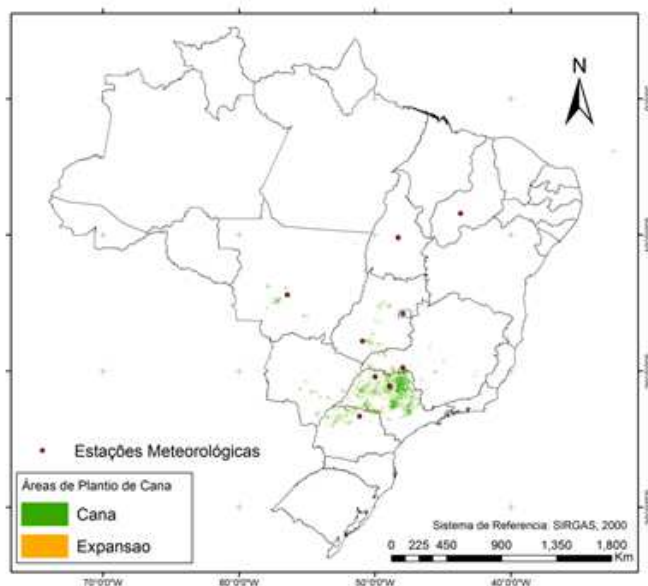 N
Estações Meteorológicas
Áreas de Plantio de Cana
Cana
Expansao
Sistema de Referencia: SIRGAS, 2000
0 225 450 900 1,350 1,800
Km
70°0'0"W 60°0'0"W 50°0'0"W 40°0'0"W